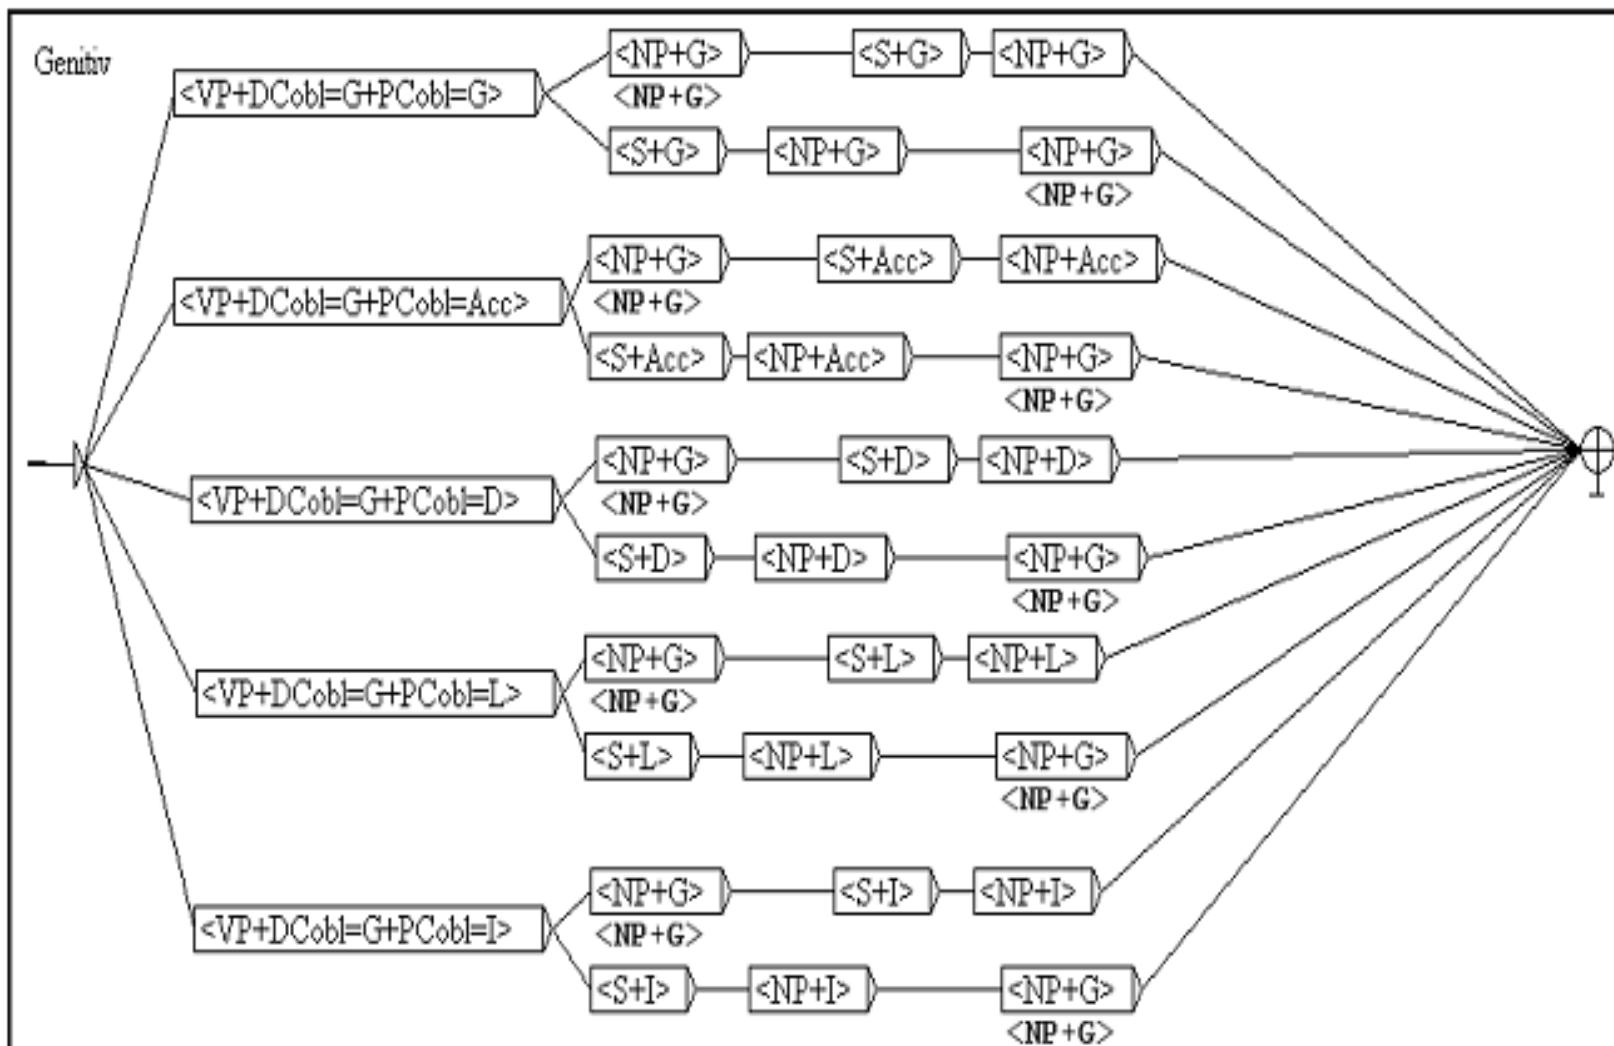 Genitiv
<VP+DCobl=G+PCobl=G>
<NP+G> <S+G> <NP+G>
<NP+G>
<S+G> <NP+G> <NP+G>
<NP+G>
<VP+DCobl=G+PCobl=Acc>
<NP+G> <S+Acc> <NP+Acc>
<NP+G>
<S+Acc> <NP+Acc> <NP+G>
<NP+G>
<VP+DCobl=G+PCobl=D>
<NP+G> <S+D> <NP+D>
<NP+G>
<S+D> <NP+D> <NP+G>
<NP+G>
<VP+DCobl=G+PCobl=L>
<NP+G> <S+L> <NP+L>
<NP+G>
<S+L> <NP+L> <NP+G>
<NP+G>
<VP+DCobl=G+PCobl=I>
<NP+G> <S+I> <NP+I>
<NP+G>
<S+I> <NP+I> <NP+G>
<NP+G>